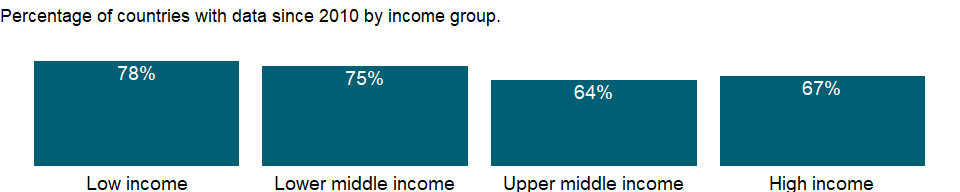 Percentage of countries with data since 2010 by income group.
78%
75%
64%
67%
Low income
Lower middle income
Upper middle income
High income